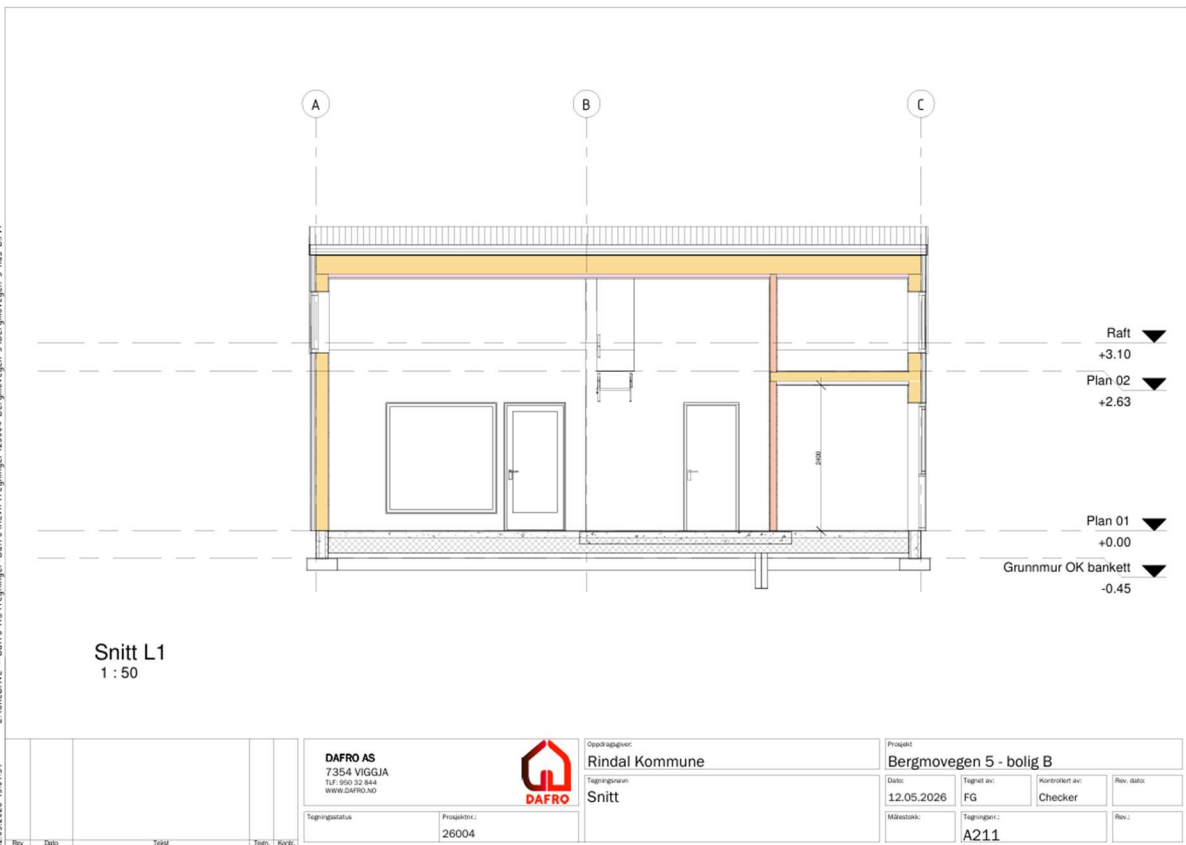 A
B
C
Raft
+3.10
Plan 02
+2.63
2400
Plan 01
+0.00
Grunnmur OK bankett
-0.45
Snitt L1
1 : 50
DAFRO AS
7354 VIGGJA
TLF: 950 32 844
WWW.DAFRO.NO
DAFRO
Oppdragsgiver:
Rindal Kommune
Prosjekt
Bergmovegen 5 - bolig B
Tegningsnavn
Snitt
Dato:
12.05.2026
Tegnet av:
FG
Kontrollert av:
Checker
Rev. dato:
Tegningsstatus
Prosjektnr.:
26004
Målestokk:
Tegningsnr.:
A211
Rev.:
Rev
Dato
Tekst
Tegn.
Kontr.